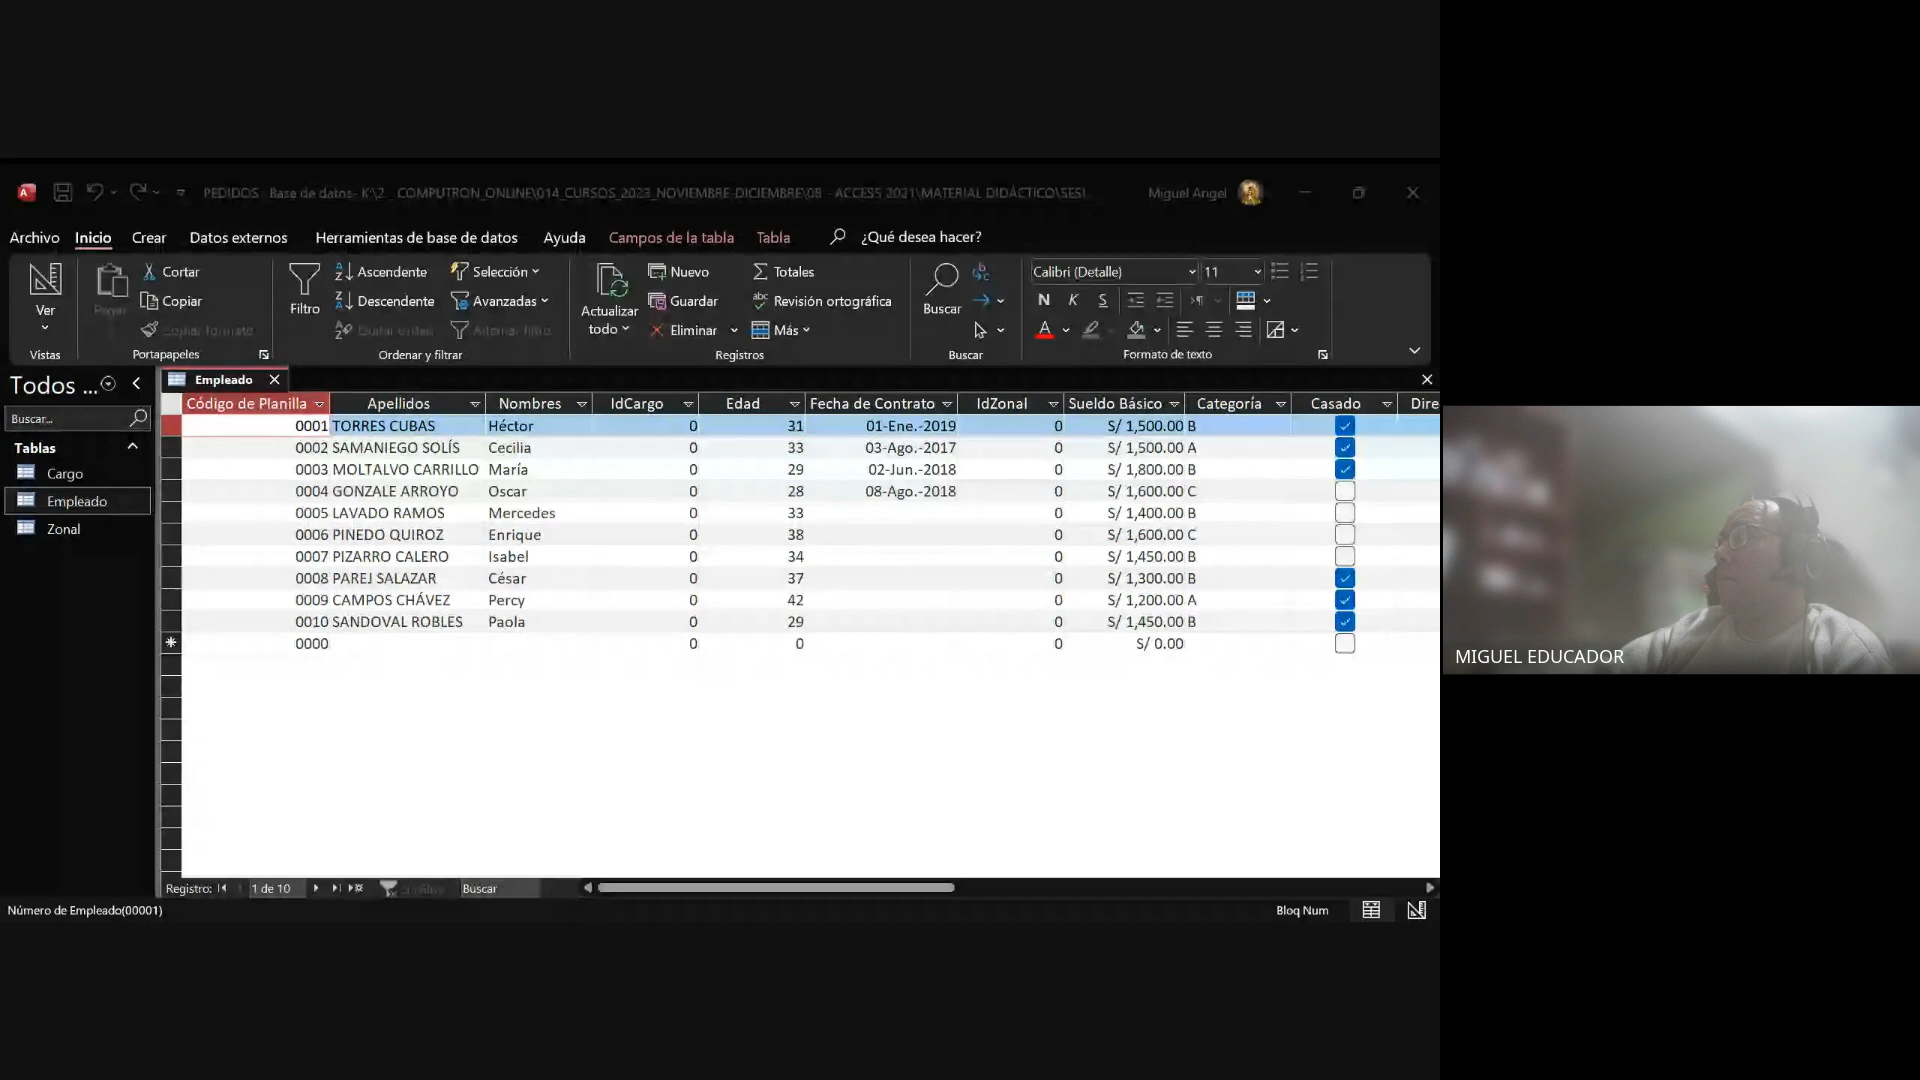 PEDIDOS Base de datos- K:\2_ COMPUTRON_ONLINE\014_CURSOS_2023_NOVIEMBRE-DICIEMBRE\08 - ACCESS 2021\MATERIAL DIDÁCTICO\SESI... Miguel Angel
Archivo Inicio Crear Datos externos Herramientas de base de datos Ayuda Campos de la tabla Tabla ¿Qué desea hacer?
Ver
Vistas
Pegar
Cortar
Copiar
Copiar formato
Portapapeles
Filtro
Ascendente
Descendente
Quitar orden
Selección
Avanzadas
Alternar filtro
Ordenar y filtrar
Actualizar todo
Nuevo
Guardar
Eliminar
Totales
Revisión ortográfica
Más
Registros
Buscar
Buscar
Calibri (Detalle) 11
N K S
A
Formato de texto
Todos ...
Buscar...
Tablas
Cargo
Empleado
Zonal
Empleado
Código de Planilla Apellidos Nombres IdCargo Edad Fecha de Contrato IdZonal Sueldo Básico Categoría Casado Dire
0001 TORRES CUBAS Héctor 0 31 01-Ene.-2019 0 S/ 1,500.00 B
0002 SAMANIEGO SOLÍS Cecilia 0 33 03-Ago.-2017 0 S/ 1,500.00 A
0003 MOLTALVO CARRILLO María 0 29 02-Jun.-2018 0 S/ 1,800.00 B
0004 GONZALE ARROYO Oscar 0 28 08-Ago.-2018 0 S/ 1,600.00 C
0005 LAVADO RAMOS Mercedes 0 33 0 S/ 1,400.00 B
0006 PINEDO QUIROZ Enrique 0 38 0 S/ 1,600.00 C
0007 PIZARRO CALERO Isabel 0 34 0 S/ 1,450.00 B
0008 PAREJ SALAZAR César 0 37 0 S/ 1,300.00 B
0009 CAMPOS CHÁVEZ Percy 0 42 0 S/ 1,200.00 A
0010 SANDOVAL ROBLES Paola 0 29 0 S/ 1,450.00 B
0000 0 0 0 S/ 0.00
Registro: 1 de 10 Buscar
Número de Empleado(00001) Bloq Num
MIGUEL EDUCADOR